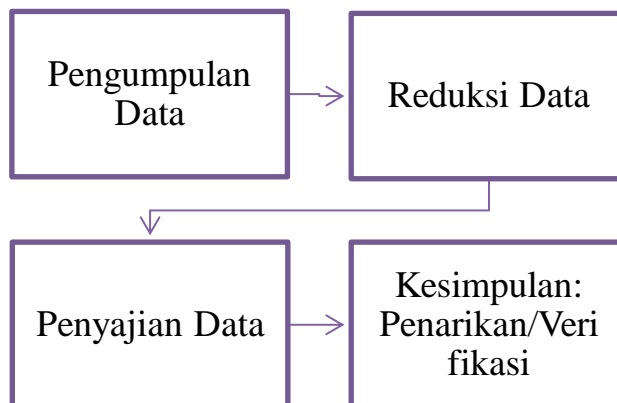 Pengumpulan
Data
Reduksi Data
Penyajian Data
Kesimpulan:
Penarikan/Veri
fikasi